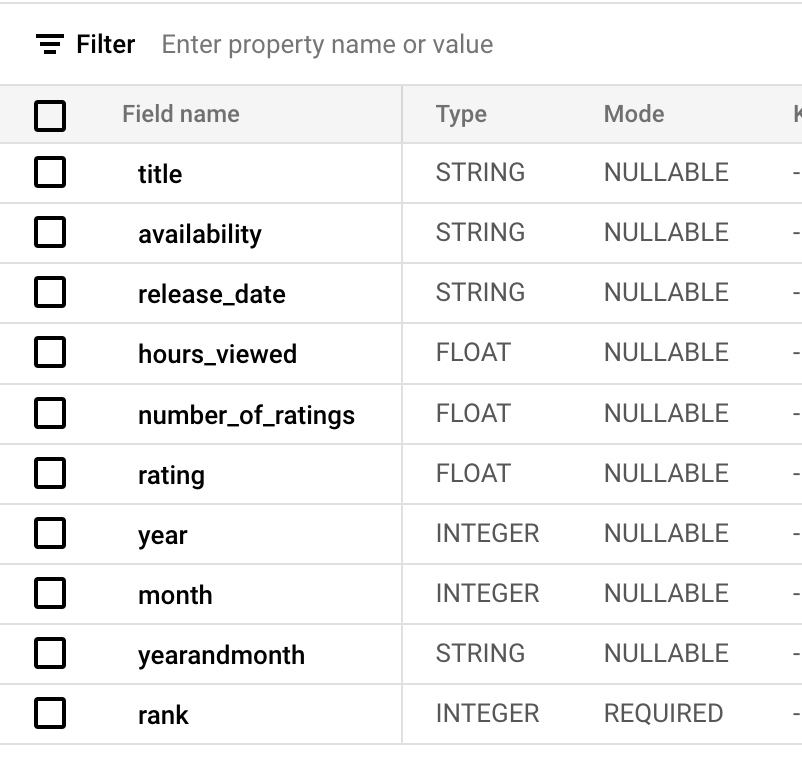 Filter Enter property name or value
Field name Type Mode
title STRING NULLABLE -
availability STRING NULLABLE -
release_date STRING NULLABLE -
hours_viewed FLOAT NULLABLE -
number_of_ratings FLOAT NULLABLE -
rating FLOAT NULLABLE -
year INTEGER NULLABLE -
month INTEGER NULLABLE -
yearandmonth STRING NULLABLE -
rank INTEGER REQUIRED -